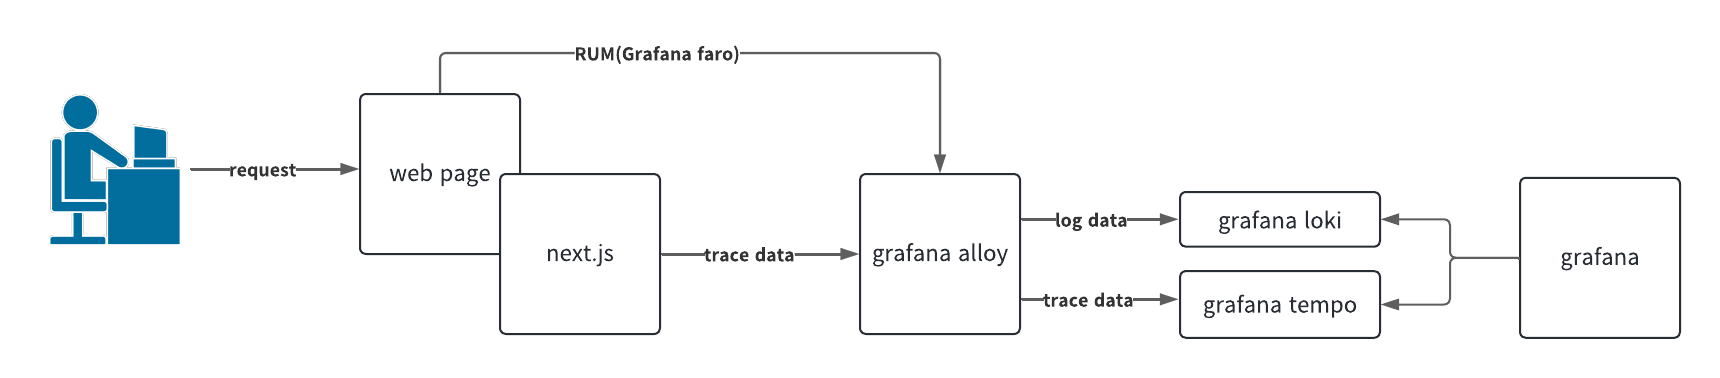 RUM(Grafana faro)
request
web page
next.js
trace data
grafana alloy
log data
trace data
grafana loki
grafana tempo
grafana